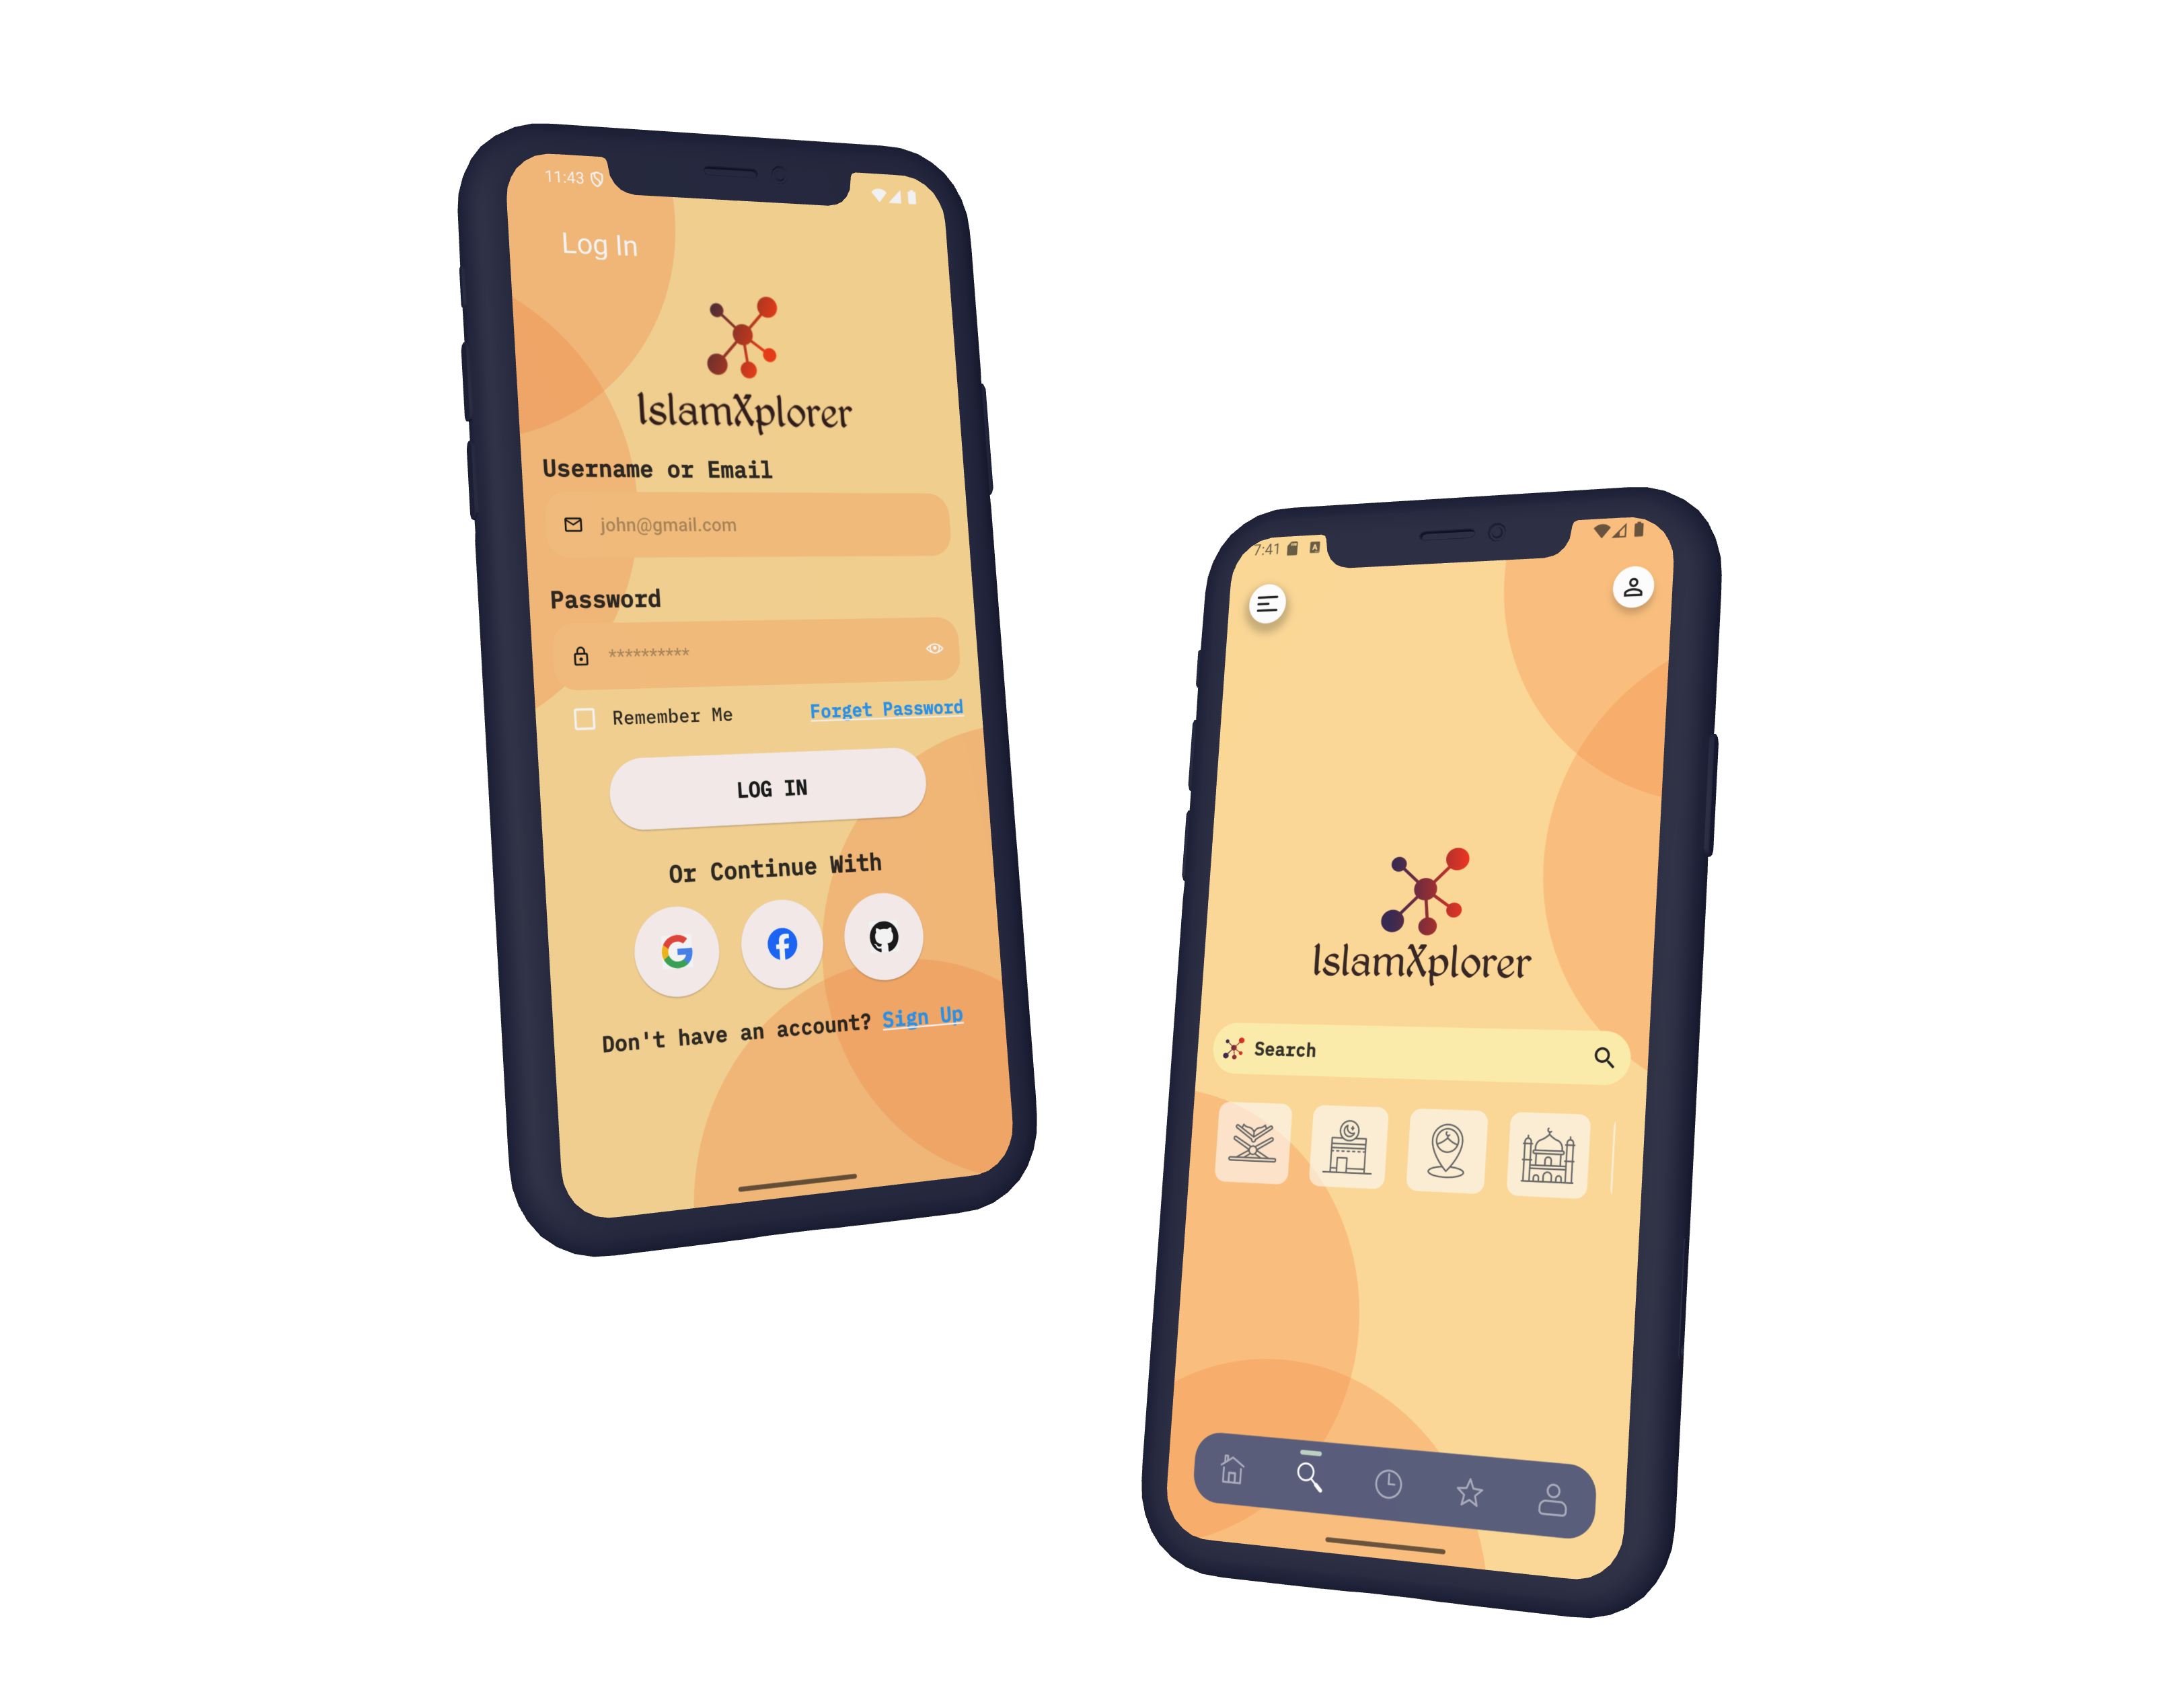 11:43
Log In
IslamXplorer
Username or Email
john@gmail.com
Password
**********
Remember Me
Forget Password
LOG IN
Or Continue With
Don't have an account? Sign Up
7:41
IslamXplorer
Search